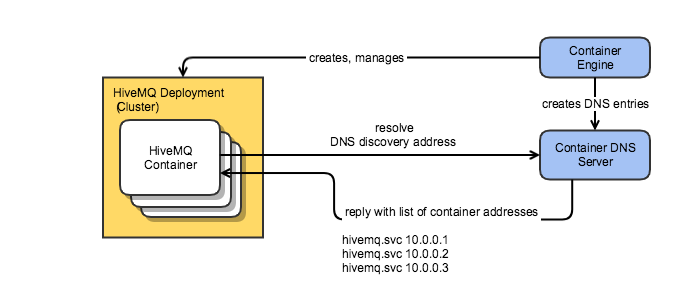 creates, manages
Container
Engine
HiveMQ Deployment
(Cluster)
creates DNS entries
resolve
DNS discovery address
HiveMQ
Container
Container DNS
Server
reply with list of container addresses
hivemq.svc 10.0.0.1
hivemq.svc 10.0.0.2
hivemq.svc 10.0.0.3